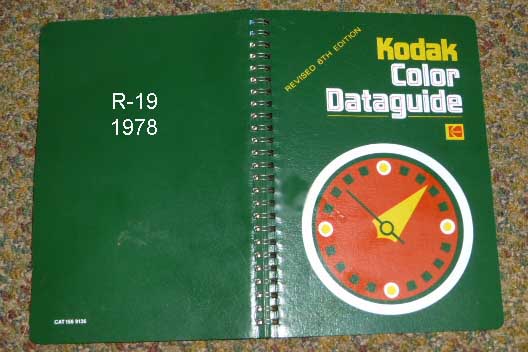 R-19
1978
CAT 155 9135
REVISED 6TH EDITION
Kodak
Color
Dataguide